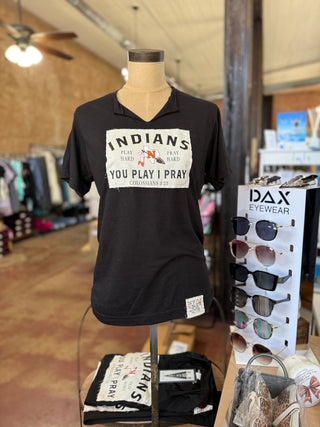 INDIANS
PLAY HARD
PRAY HARD
N
YOU PLAY I PRAY
COLOSSIANS 3:23
DAX
EYEWEAR
INDIANS
PLAY
PRAY